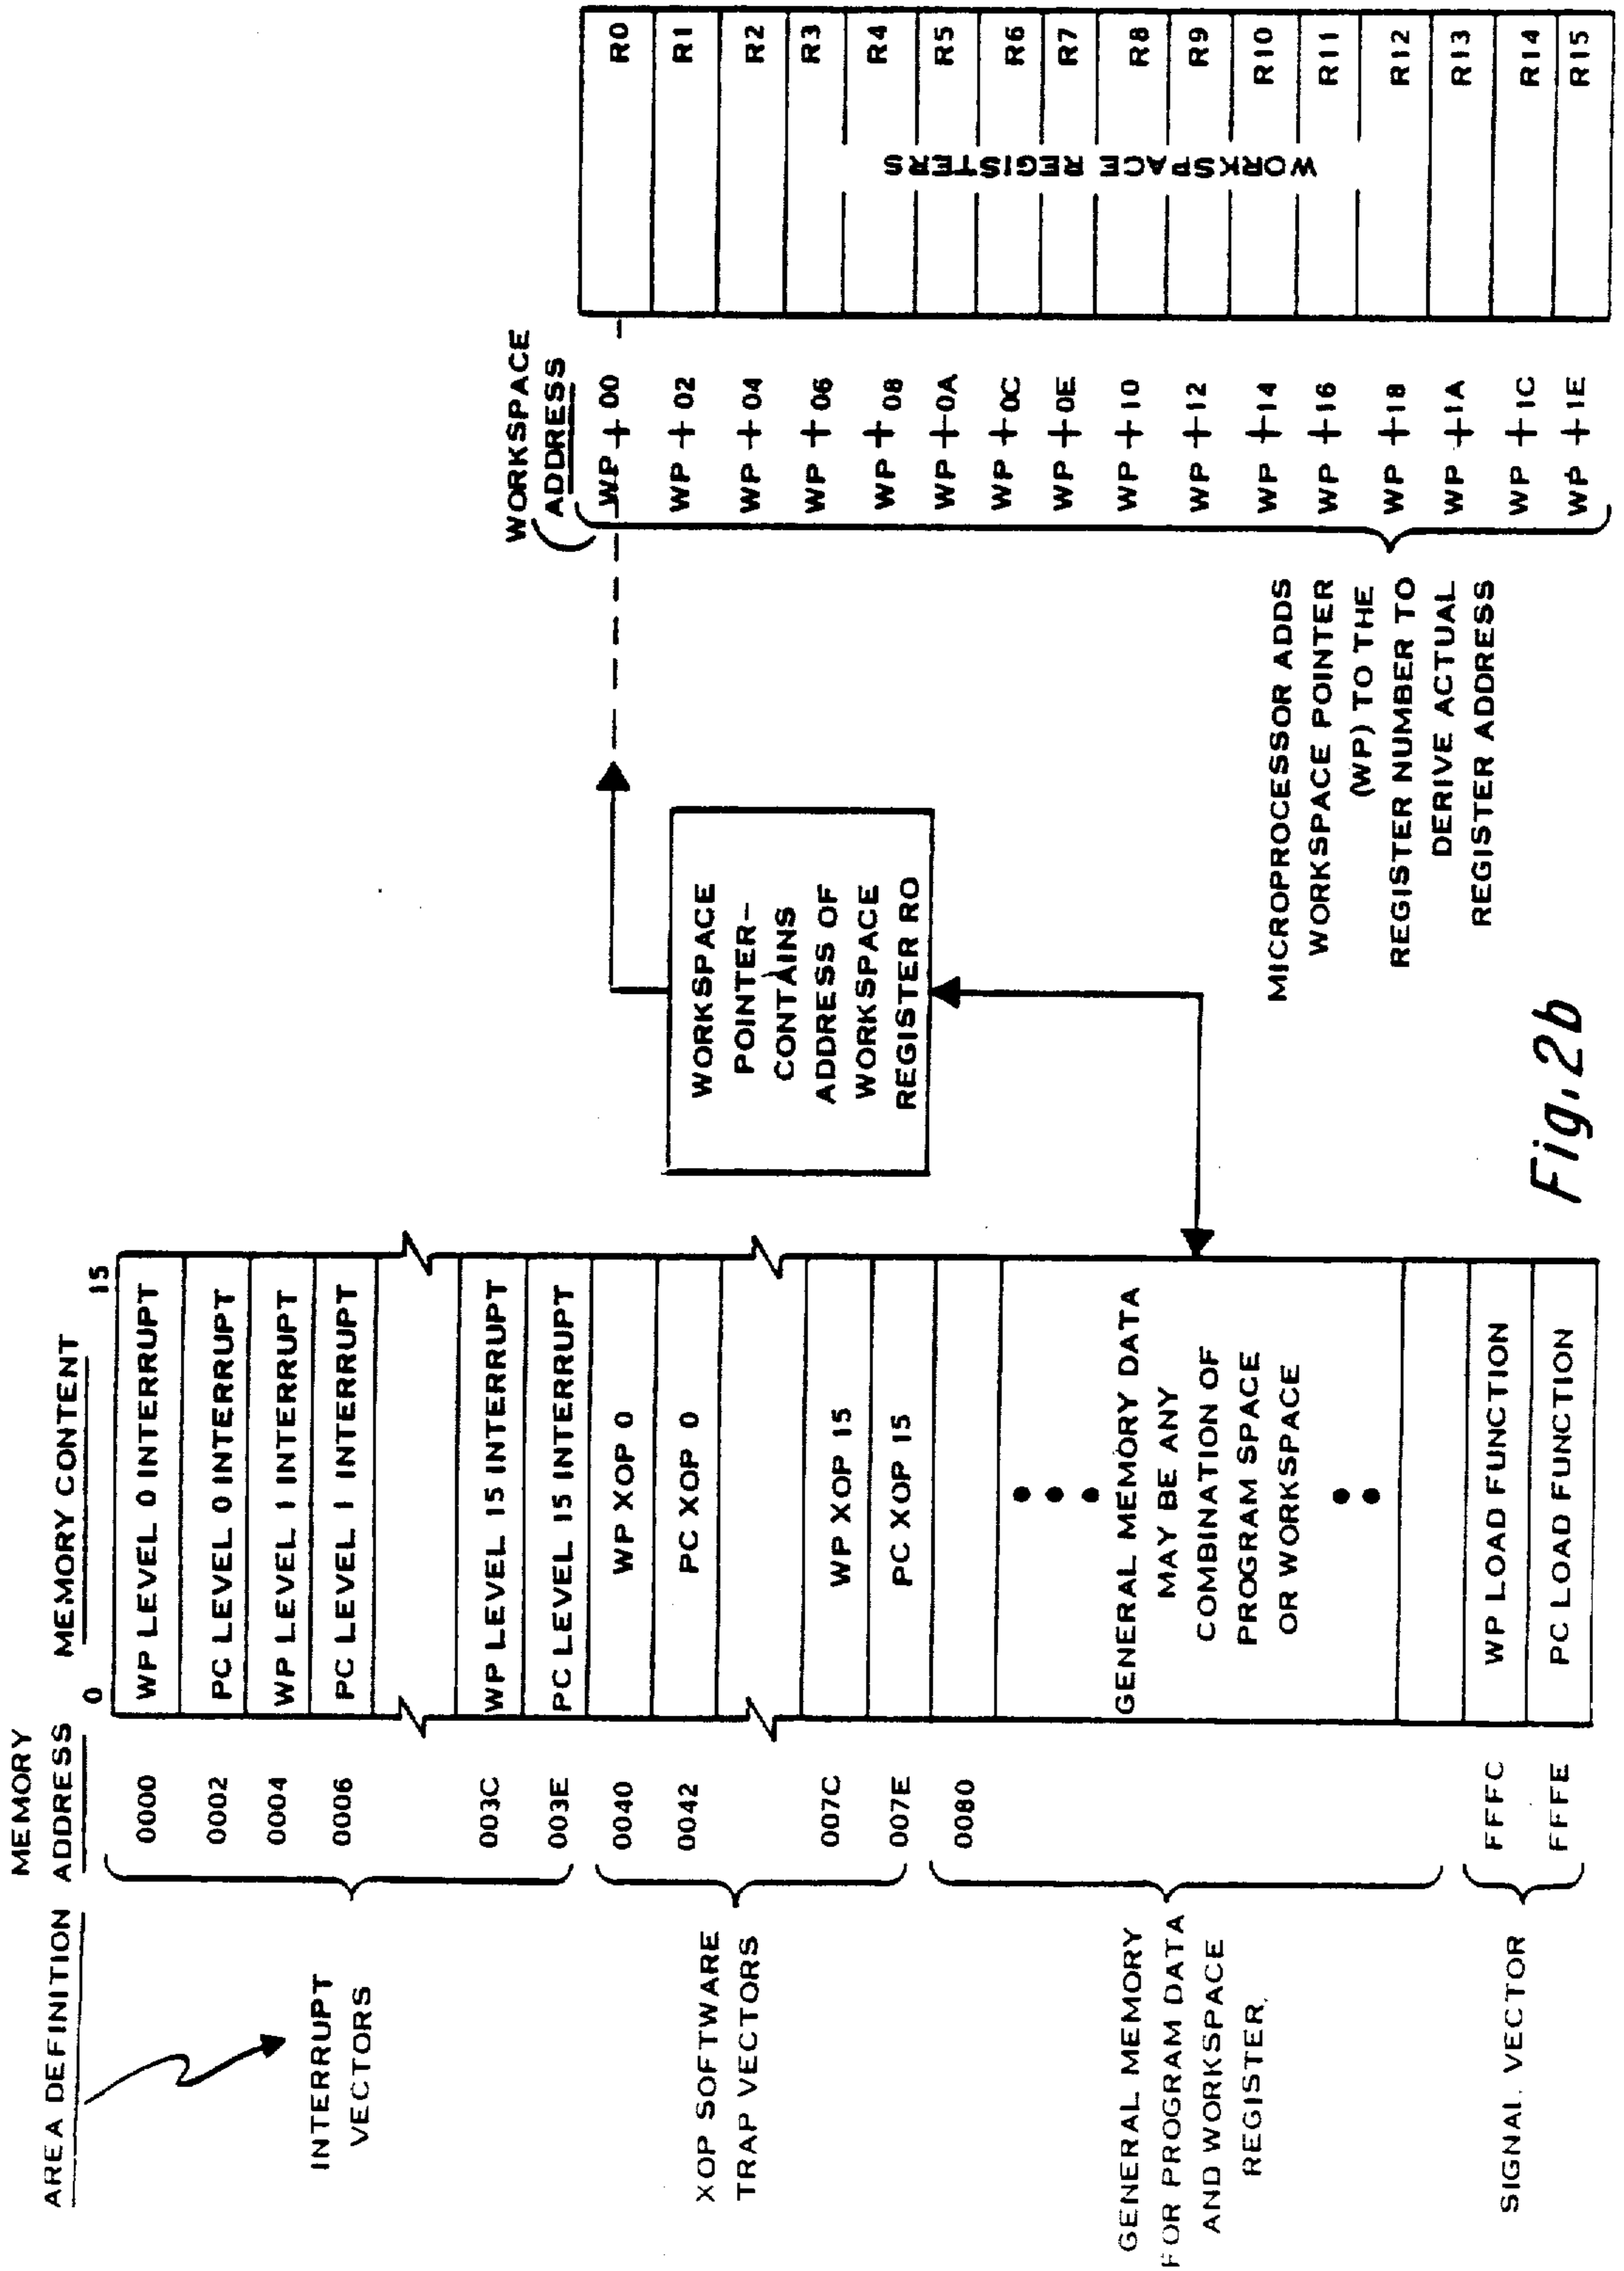 AREA DEFINITION
MEMORY
ADDRESS
MEMORY CONTENT
0
15
INTERRUPT
VECTORS
0000 WP LEVEL 0 INTERRUPT
0002 PC LEVEL 0 INTERRUPT
0004 WP LEVEL 1 INTERRUPT
0006 PC LEVEL 1 INTERRUPT
003C WP LEVEL 15 INTERRUPT
003E PC LEVEL 15 INTERRUPT
XOP SOFTWARE
TRAP VECTORS
0040 WP XOP 0
0042 PC XOP 0
007C WP XOP 15
007E PC XOP 15
GENERAL MEMORY
FOR PROGRAM DATA
AND WORKSPACE
REGISTER.
0080
GENERAL MEMORY DATA
MAY BE ANY
COMBINATION OF
PROGRAM SPACE
OR WORKSPACE
SIGNAL VECTOR
FFFC WP LOAD FUNCTION
FFFE PC LOAD FUNCTION
WORKSPACE
POINTER-
CONTAINS
ADDRESS OF
WORKSPACE
REGISTER RO
WORKSPACE
ADDRESS
WP + 00 R0
WP + 02 R1
WP + 04 R2
WP + 06 R3
WP + 08 R4
WP + 0A R5
WP + 0C R6
WP + 0E R7
WP + 10 R8
WP + 12 R9
WP + 14 R10
WP + 16 R11
WP + 18 R12
WP + 1A R13
WP + 1C R14
WP + 1E R15
WORKSPACE REGISTERS
MICROPROCESSOR ADDS
WORKSPACE POINTER
(WP) TO THE
REGISTER NUMBER TO
DERIVE ACTUAL
REGISTER ADDRESS
Fig. 2b